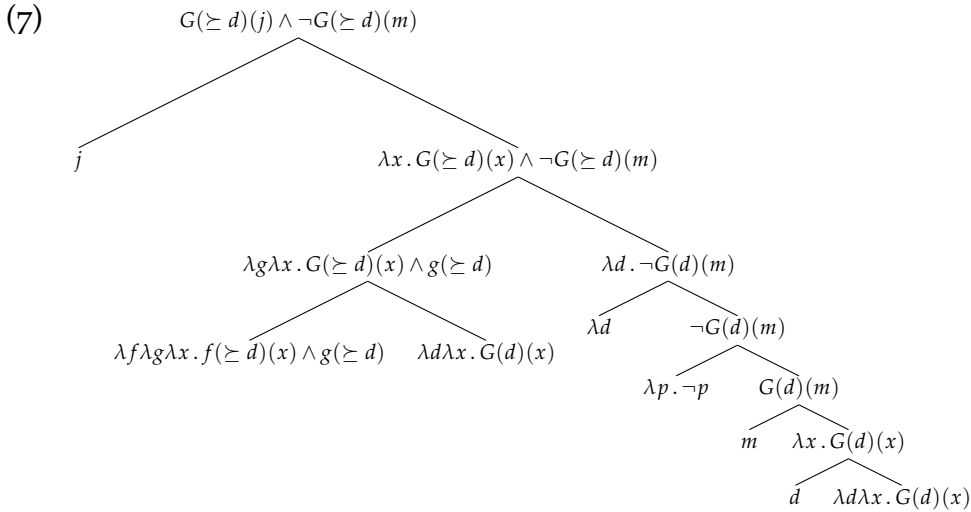 (7)
G(⪰ d)(j) ∧ ¬G(⪰ d)(m)
j
λx . G(⪰ d)(x) ∧ ¬G(⪰ d)(m)
λgλx . G(⪰ d)(x) ∧ g(⪰ d)
λd . ¬G(d)(m)
λfλgλx . f(⪰ d)(x) ∧ g(⪰ d)
λdλx . G(d)(x)
λd
¬G(d)(m)
λp . ¬p
G(d)(m)
m
λx . G(d)(x)
d
λdλx . G(d)(x)